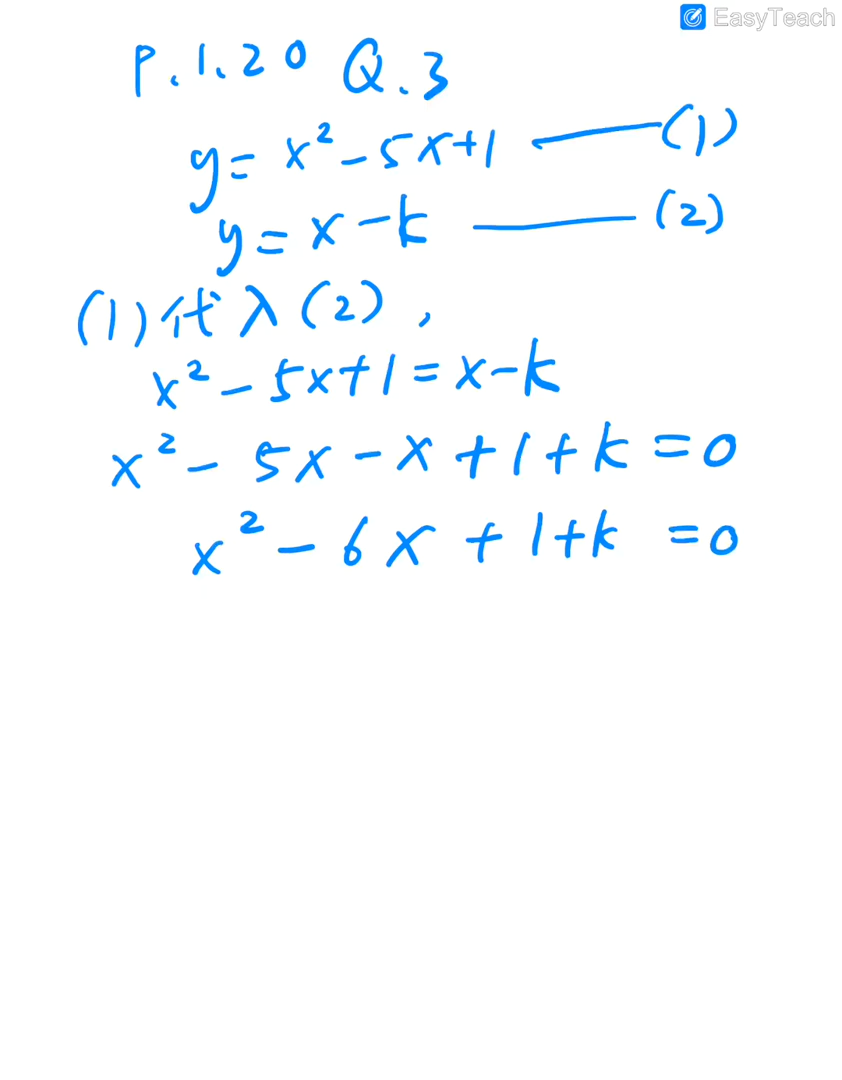 EasyTeach
P.1.20 Q.3
y = x² - 5x + 1 —— (1)
y = x - k —— (2)
(1) 代入 (2) ,
x² - 5x + 1 = x - k
x² - 5x - x + 1 + k = 0
x² - 6x + 1 + k = 0